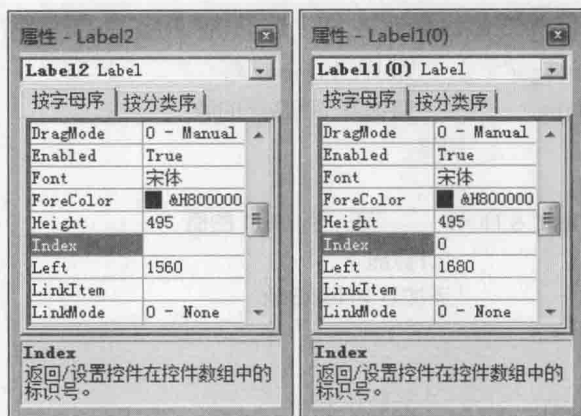 属性 - Label2
Label2 Label
按字母序 按分类序
DragMode 0 - Manual
Enabled True
Font 宋体
ForeColor &H800000
Height 495
Index
Left 1560
LinkItem
LinkMode 0 - None
Index
返回/设置控件在控件数组中的
标识号。
属性 - Label1(0)
Label1(0) Label
按字母序 按分类序
DragMode 0 - Manual
Enabled True
Font 宋体
ForeColor &H800000
Height 495
Index 0
Left 1680
LinkItem
LinkMode 0 - None
Index
返回/设置控件在控件数组中的
标识号。